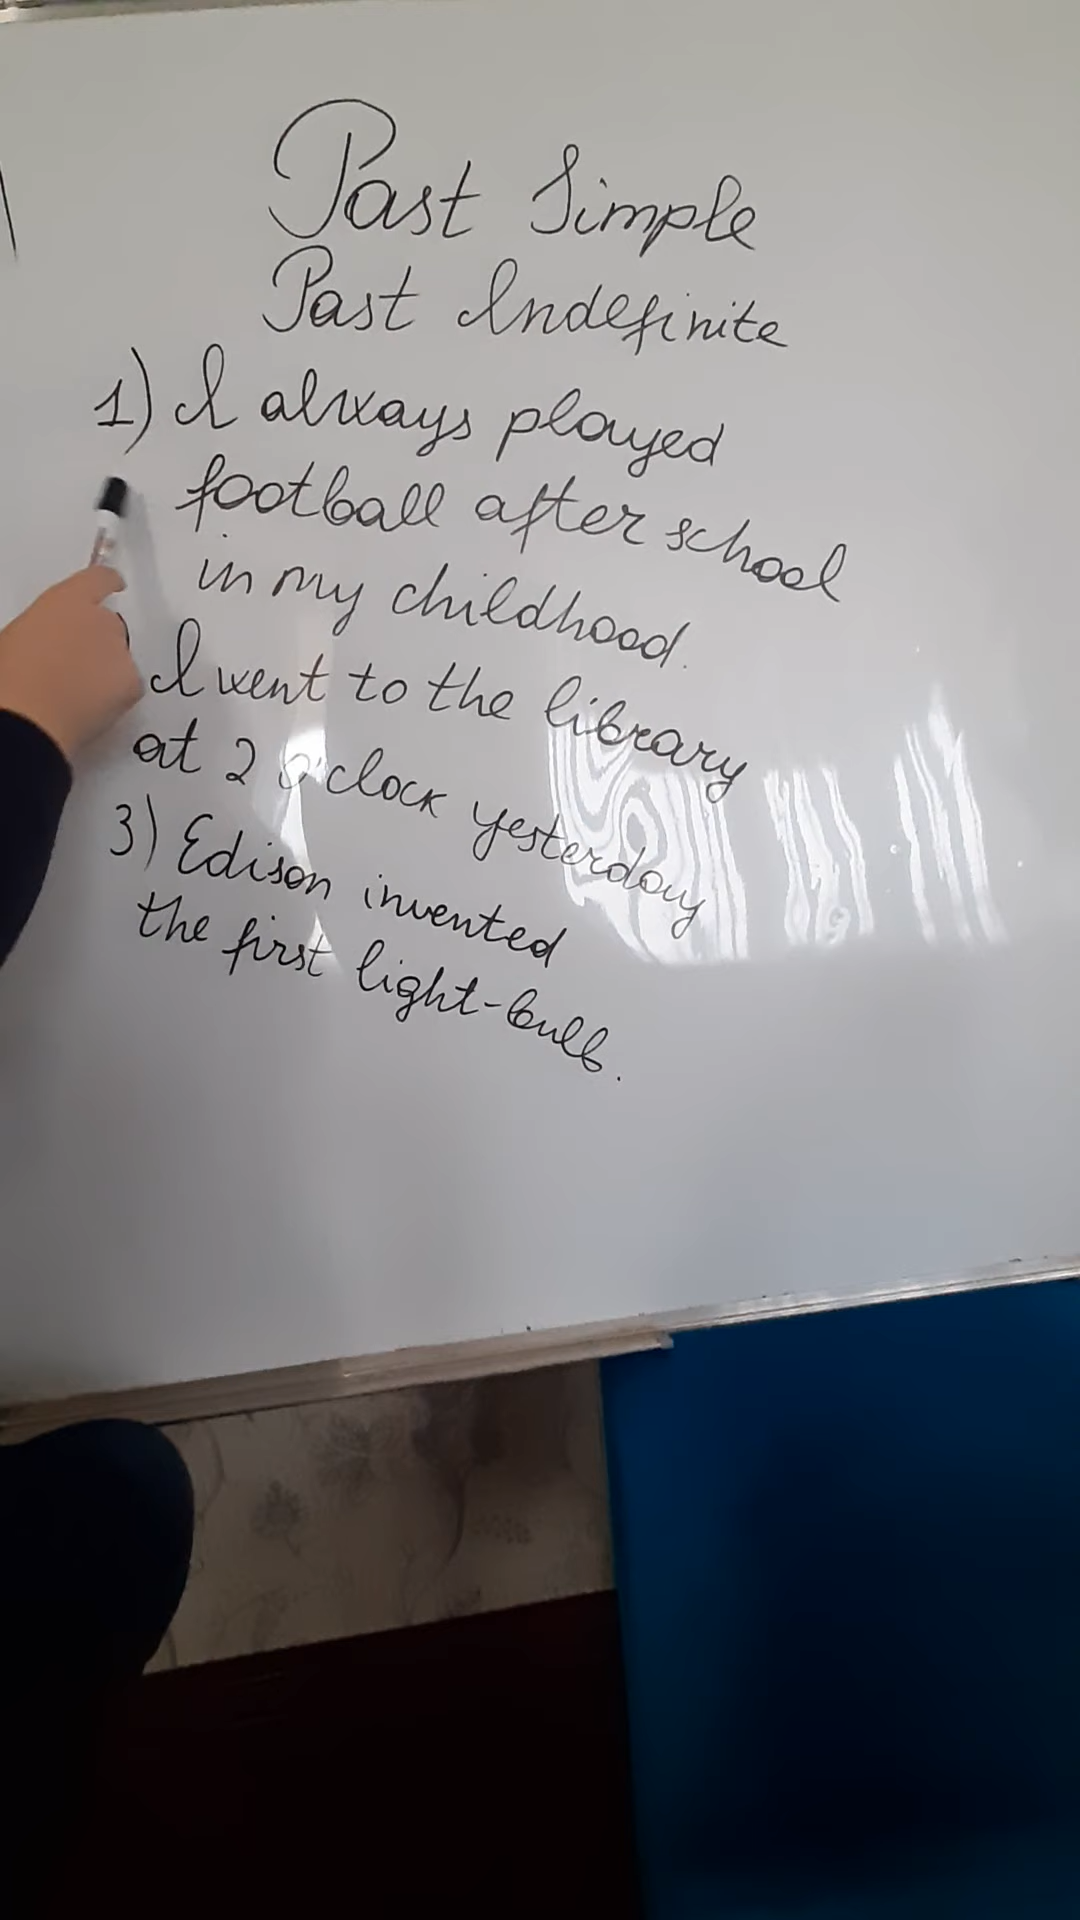 Past Simple
Past Indefinite
1) I always played
football after school
in my childhood.
) I went to the library
at 2 o'clock yesterday
3) Edison invented
the first light-bulb.